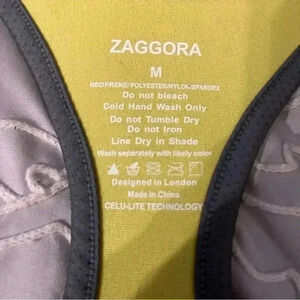 ZAGGORA
M
NEOPRENE/POLYESTER/NYLON/SPANDEX
Do not bleach
Cold Hand Wash Only
Do not Tumble Dry
Do not Iron
Line Dry in Shade
Wash separately with likely color
Designed in London
Made in China
CELU-LITE TECHNOLOGY